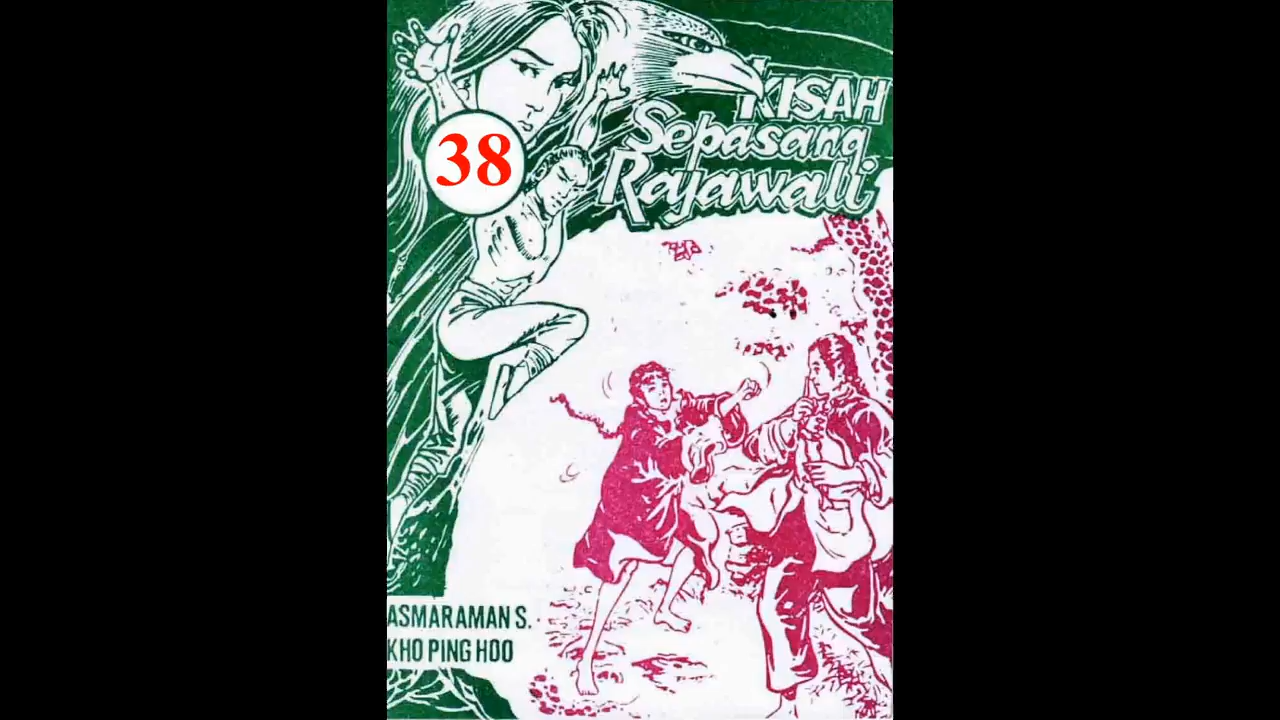 KISAH
Sepasang
Rajawali
38
ASMARAMAN S.
KHO PING HOO